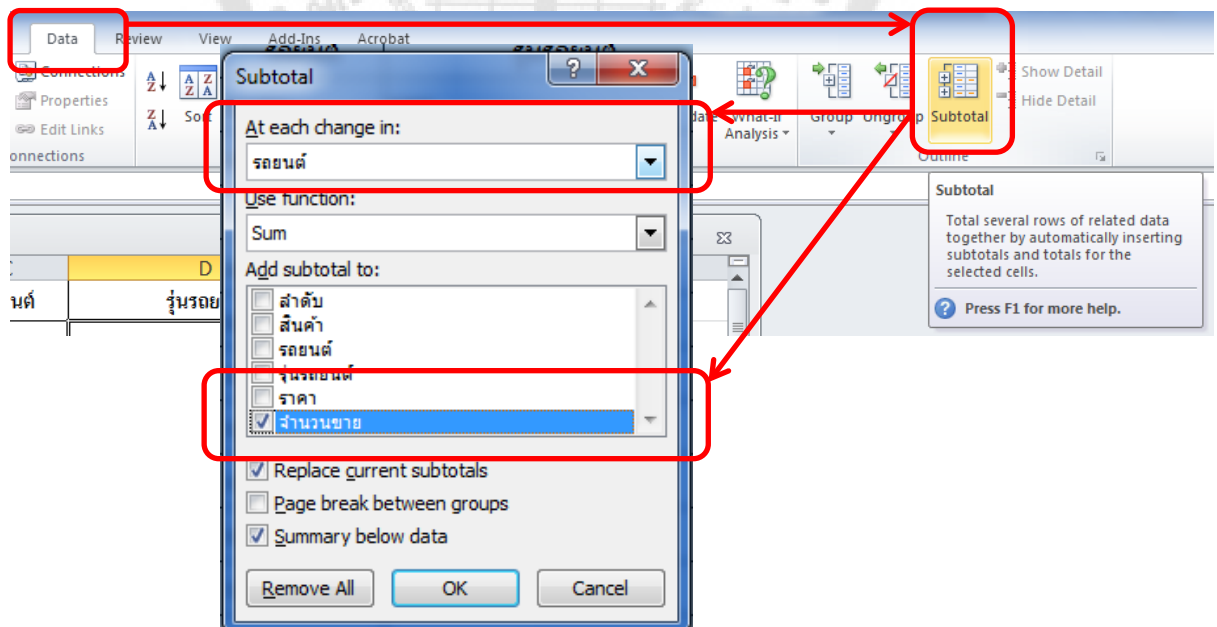 Data Review View Add-Ins Acrobat
Connections
Properties
Edit Links
onnections
Sort
What-If
Analysis
Group Ungroup Subtotal
Show Detail
Hide Detail
Outline
Subtotal
At each change in:
รถยนต์
Use function:
Sum
Add subtotal to:
ลำดับ
สินค้า
รถยนต์
รุ่นรถยนต์
ราคา
จำนวนขาย
Replace current subtotals
Page break between groups
Summary below data
Remove All OK Cancel
D
นต์
รุ่นรถย
Subtotal
Total several rows of related data
together by automatically inserting
subtotals and totals for the
selected cells.
Press F1 for more help.